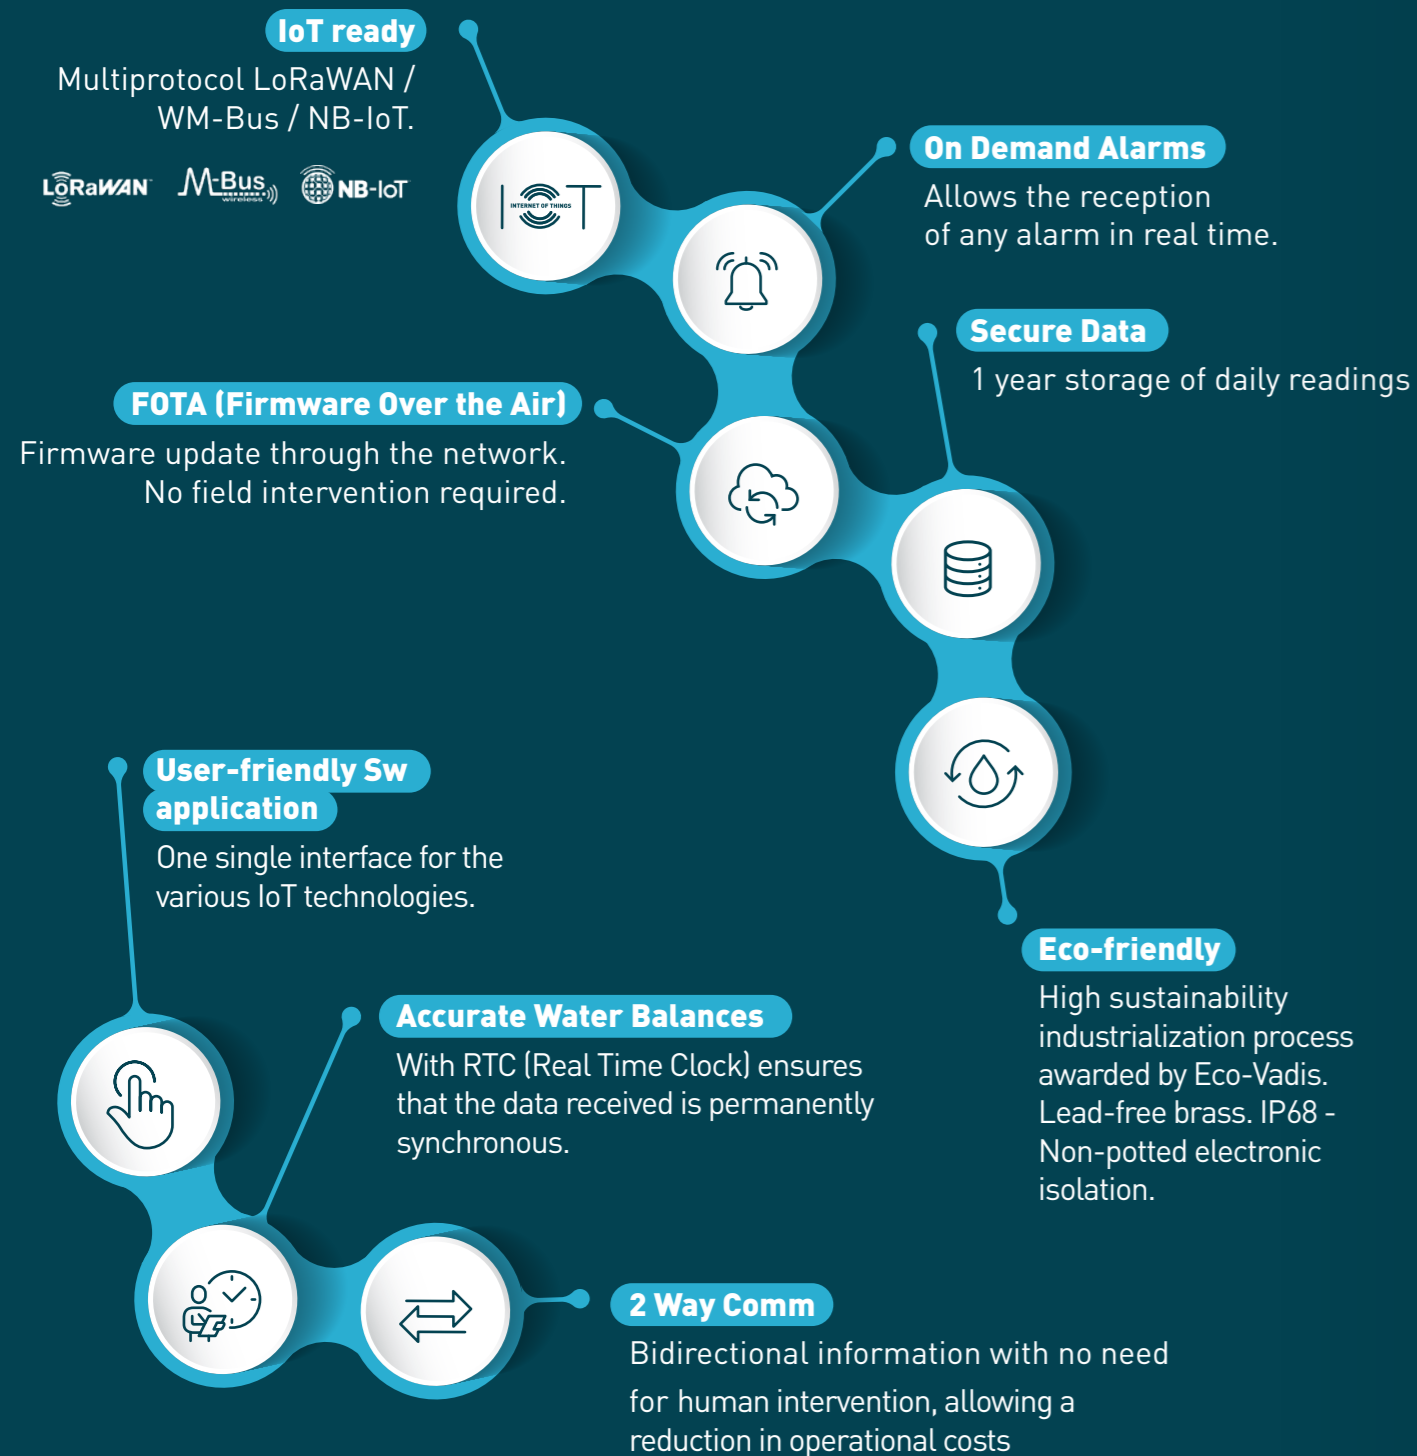 IoT ready
Multiprotocol LoRaWAN /
WM-Bus / NB-IoT.
LoRaWAN™
M-Bus
wireless
NB-IoT
INTERNET OF THINGS
IOT
On Demand Alarms
Allows the reception
of any alarm in real time.
Secure Data
1 year storage of daily readings
FOTA (Firmware Over the Air)
Firmware update through the network.
No field intervention required.
User-friendly Sw
application
One single interface for the
various IoT technologies.
Eco-friendly
High sustainability
industrialization process
awarded by Eco-Vadis.
Lead-free brass. IP68 -
Non-potted electronic
isolation.
Accurate Water Balances
With RTC (Real Time Clock) ensures
that the data received is permanently
synchronous.
2 Way Comm
Bidirectional information with no need
for human intervention, allowing a
reduction in operational costs